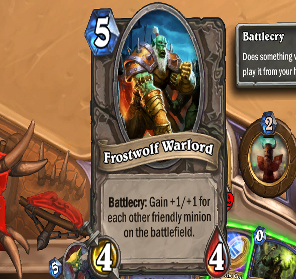 5
Battlecry
Does something w
play it from your h
2
Frostwolf Warlord
Battlecry: Gain +1/+1 for
each other friendly minion
on the battlefield.
4
4